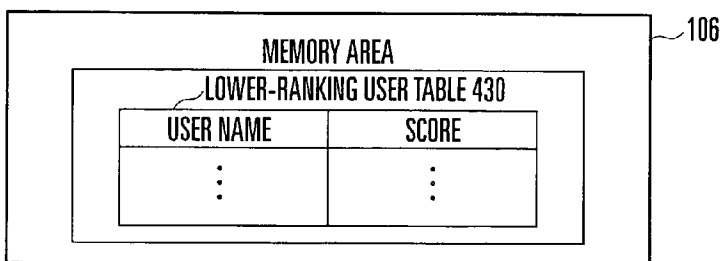 106
MEMORY AREA
LOWER-RANKING USER TABLE 430
USER NAME SCORE